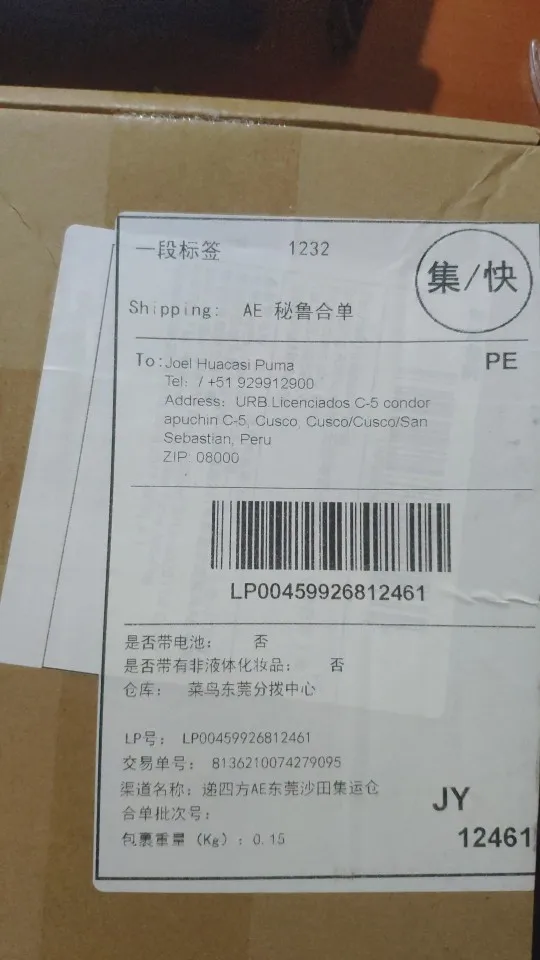 一段标签 1232
集/快
Shipping: AE 秘鲁合单
To: Joel Huacasi Puma
PE
Tel: / +51 929912900
Address: URB Licenciados C-5 condor
apuchin C-5, Cusco, Cusco/Cusco/San
Sebastian, Peru
ZIP: 08000
LP00459926812461
是否带电池： 否
是否带有非液体化妆品： 否
仓库： 菜鸟东莞分拨中心
LP号： LP00459926812461
交易单号： 8136210074279095
渠道名称：递四方AE东莞沙田集运仓
合单批次号：
JY
包裹重量（Kg）：0.15
12461